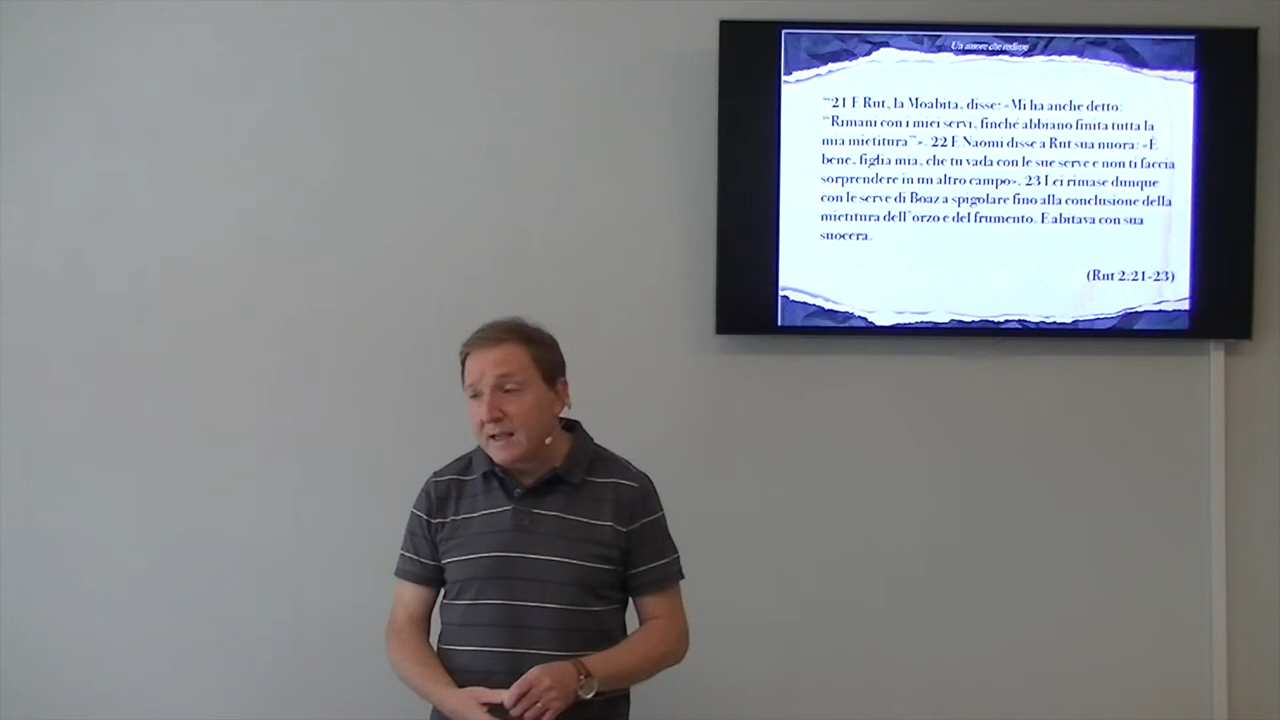 Un amore che redime
"21 E Rut, la Moabita, disse: «Mi ha anche detto:
"Rimani con i miei servi, finché abbiano finita tutta la
mia mietitura"». 22 E Naomi disse a Rut sua nuora: «È
bene, figlia mia, che tu vada con le sue serve e non ti faccia
sorprendere in un altro campo». 23 Lei rimase dunque
con le serve di Boaz a spigolare fino alla conclusione della
mietitura dell'orzo e del frumento. E abitava con sua
suocera.
(Rut 2:21-23)